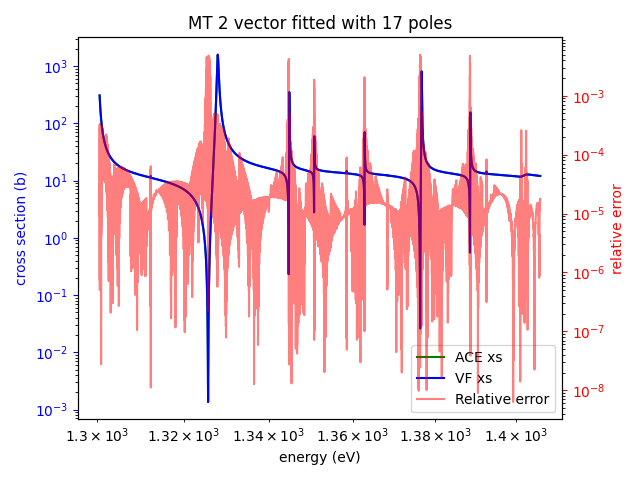 MT 2 vector fitted with 17 poles
cross section (b)
10³
10²
10¹
10⁰
10⁻¹
10⁻²
10⁻³
10⁻³
10⁻⁴
10⁻⁵
10⁻⁶
10⁻⁷
10⁻⁸
relative error
ACE xs
VF xs
Relative error
1.3 × 10³ 1.32 × 10³ 1.34 × 10³ 1.36 × 10³ 1.38 × 10³ 1.4 × 10³
energy (eV)